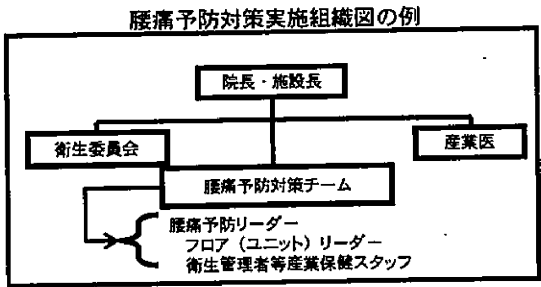 腰痛予防対策実施組織図の例
院長・施設長
衛生委員会
産業医
腰痛予防対策チーム
腰痛予防リーダー
フロア（ユニット）リーダー
衛生管理者等産業保健スタッフ